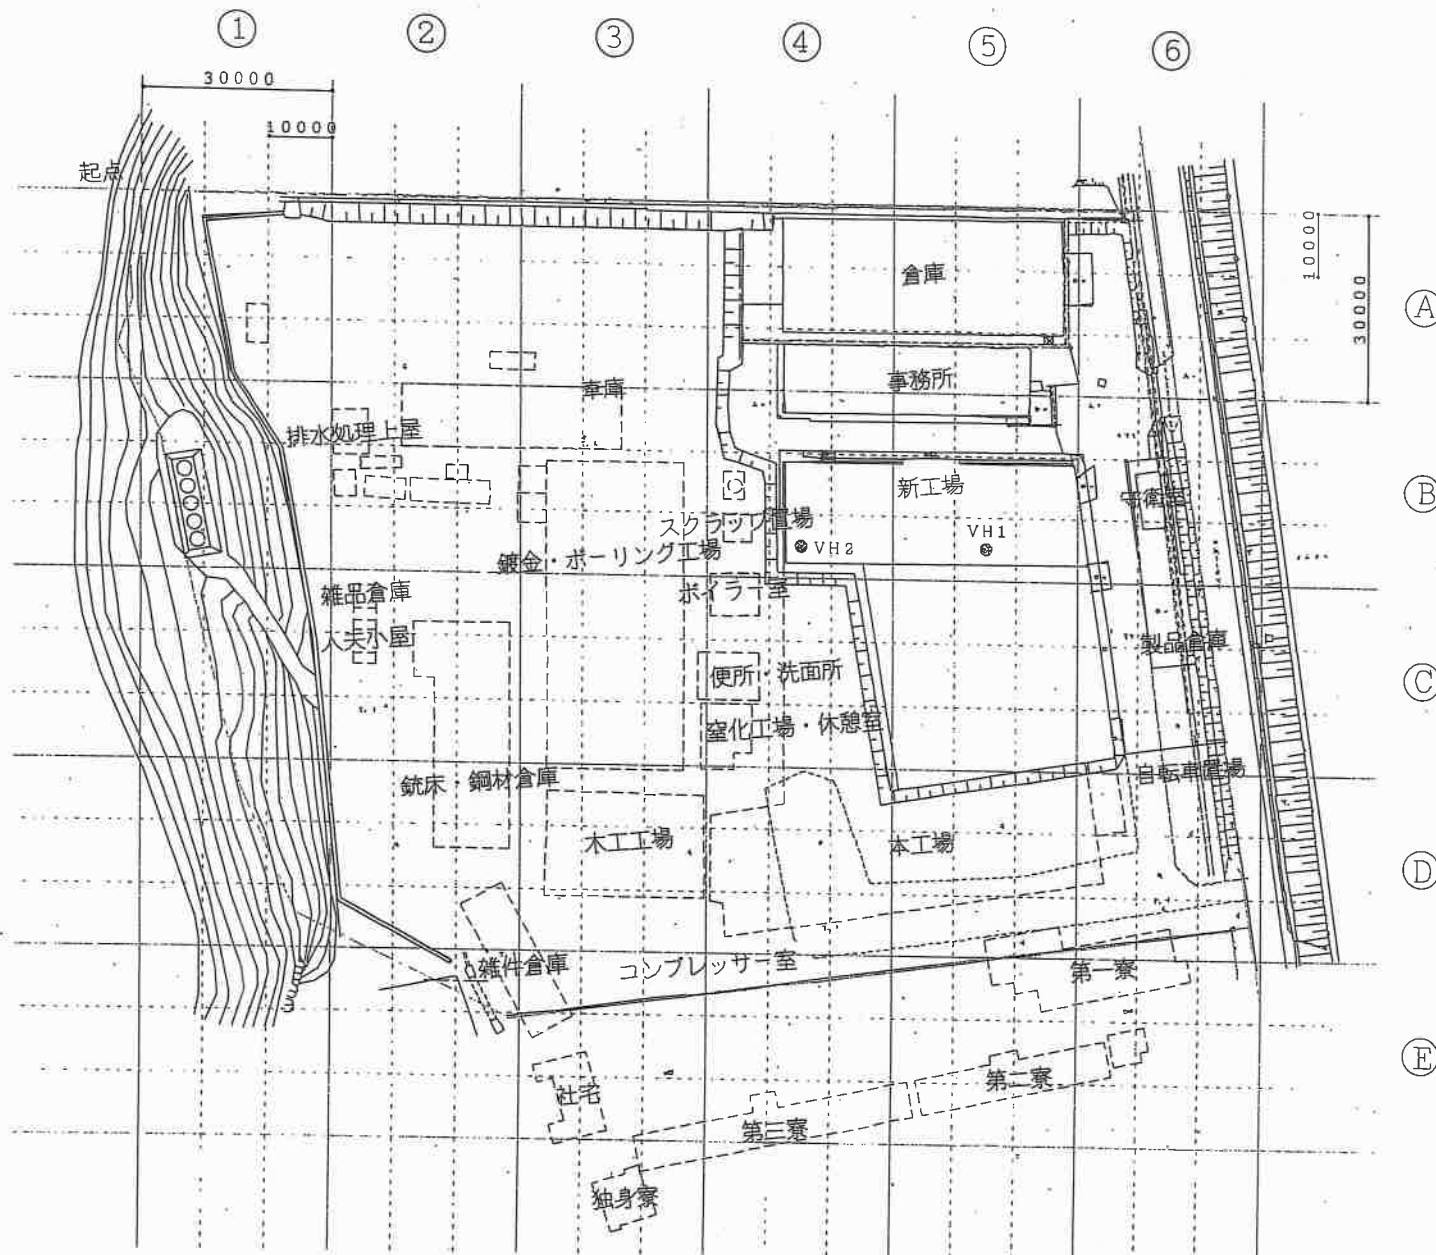 ① ② ③ ④ ⑤ ⑥
30000
10000
起点
10000
30000
倉庫
Ⓐ
事務所
車庫
排水処理上屋
新工場
守衛室
Ⓑ
スクラップ置場
VH2
VH1
鍍金・ボーリング工場
雑品倉庫
ボイラー室
人夫小屋
製品倉庫
便所・洗面所
Ⓒ
窒化工場・休憩室
自転車置場
銃床・鋼材倉庫
木工工場
本工場
Ⓓ
雑件倉庫
コンプレッサー室
第一寮
Ⓔ
第二寮
社宅
第三寮
独身寮